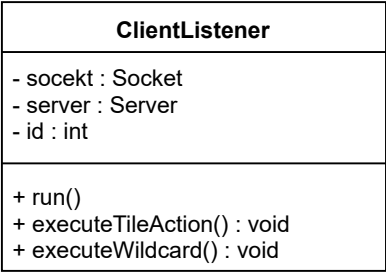 ClientListener
- socekt : Socket
- server : Server
- id : int
+ run()
+ executeTileAction() : void
+ executeWildcard() : void